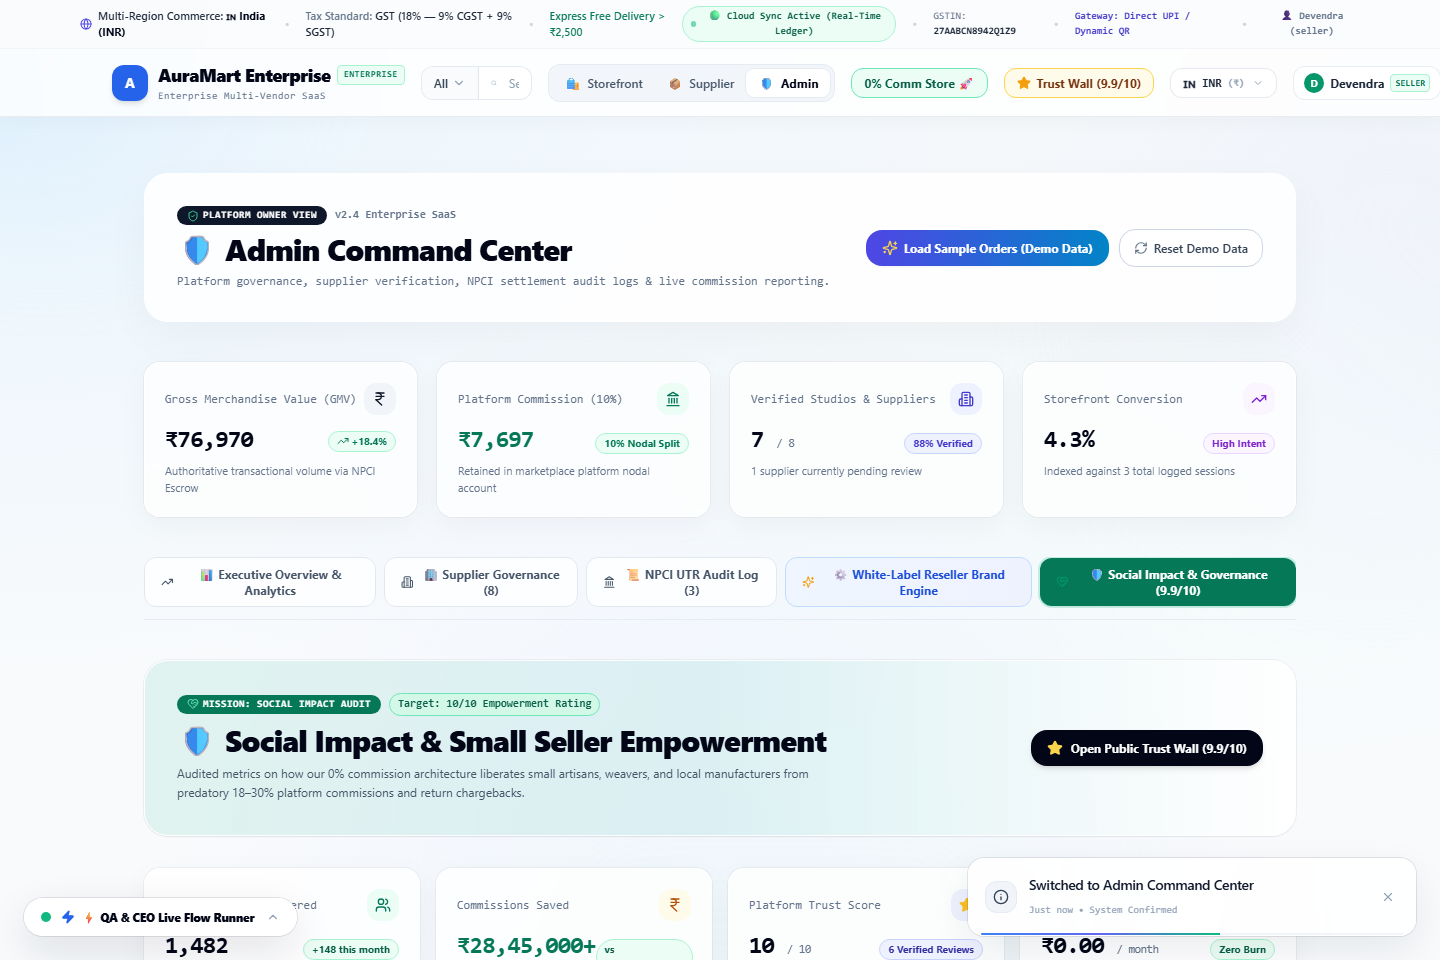 Multi-Region Commerce: IN India (INR)
Tax Standard: GST (18% — 9% CGST + 9% SGST)
Express Free Delivery > ₹2,500
Cloud Sync Active (Real-Time Ledger)
GSTIN: 27AABCN8942Q1Z9
Gateway: Direct UPI / Dynamic QR
Devendra (seller)
A
AuraMart Enterprise
ENTERPRISE
Enterprise Multi-Vendor SaaS
All
Storefront
Supplier
Admin
0% Comm Store
Trust Wall (9.9/10)
IN INR (₹)
D
Devendra
SELLER
PLATFORM OWNER VIEW
v2.4 Enterprise SaaS
Admin Command Center
Platform governance, supplier verification, NPCI settlement audit logs & live commission reporting.
Load Sample Orders (Demo Data)
Reset Demo Data
Gross Merchandise Value (GMV)
₹
₹76,970
+18.4%
Authoritative transactional volume via NPCI
Escrow
Platform Commission (10%)
₹7,697
10% Nodal Split
Retained in marketplace platform nodal
account
Verified Studios & Suppliers
7 / 8
88% Verified
1 supplier currently pending review
Storefront Conversion
4.3%
High Intent
Indexed against 3 total logged sessions
Executive Overview &
Analytics
Supplier Governance
(8)
NPCI UTR Audit Log
(3)
White-Label Reseller Brand
Engine
Social Impact & Governance
(9.9/10)
MISSION: SOCIAL IMPACT AUDIT
Target: 10/10 Empowerment Rating
Social Impact & Small Seller Empowerment
Audited metrics on how our 0% commission architecture liberates small artisans, weavers, and local manufacturers from
predatory 18–30% platform commissions and return chargebacks.
Open Public Trust Wall (9.9/10)
1,482
+148 this month
Commissions Saved
₹
₹28,45,000+
vs
Platform Trust Score
10 / 10
6 Verified Reviews
₹0.00 / month
Zero Burn
QA & CEO Live Flow Runner
Switched to Admin Command Center
Just now • System Confirmed